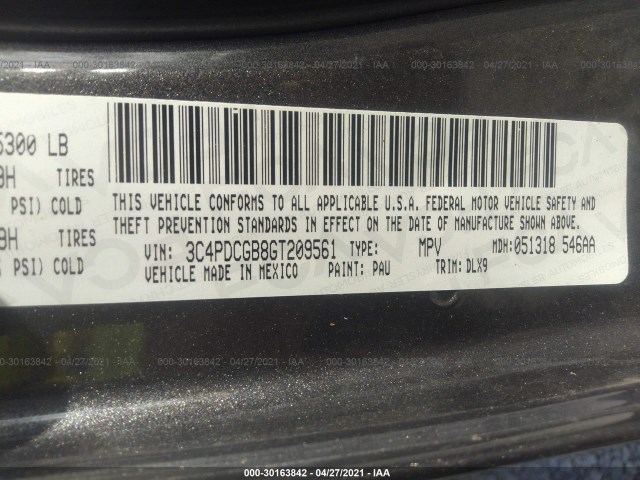 5300 LB
TIRES
PSI) COLD
TIRES
PSI) COLD
THIS VEHICLE CONFORMS TO ALL APPLICABLE U.S.A. FEDERAL MOTOR VEHICLE SAFETY AND
THEFT PREVENTION STANDARDS IN EFFECT ON THE DATE OF MANUFACTURE SHOWN ABOVE.
VIN: 3C4PDCGB8GT209561 TYPE: MPV MDH: 051318 546AA
VEHICLE MADE IN MEXICO PAINT: PAU TRIM: DLX9
000-30163842 - 04/27/2021 - IAA